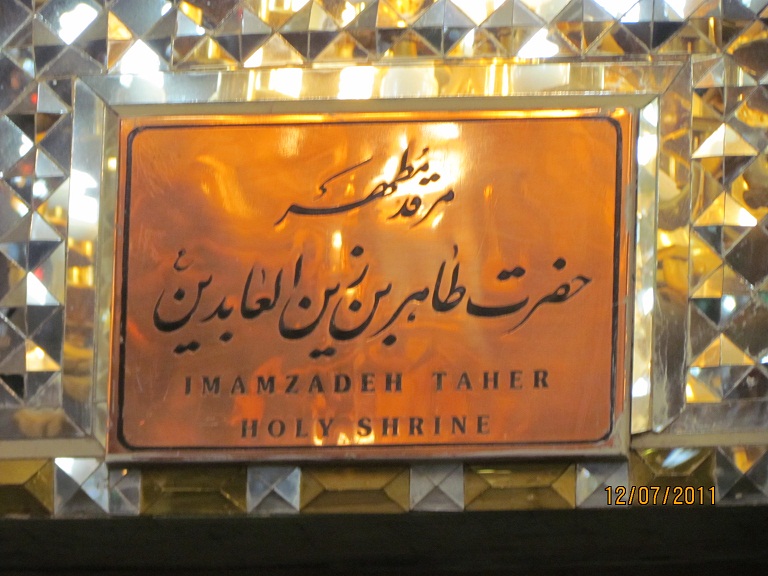 مرقد مطهر
حضرت طاهر بن زین العابدین ع
IMAMZADEH TAHER
HOLY SHRINE
12/07/2011